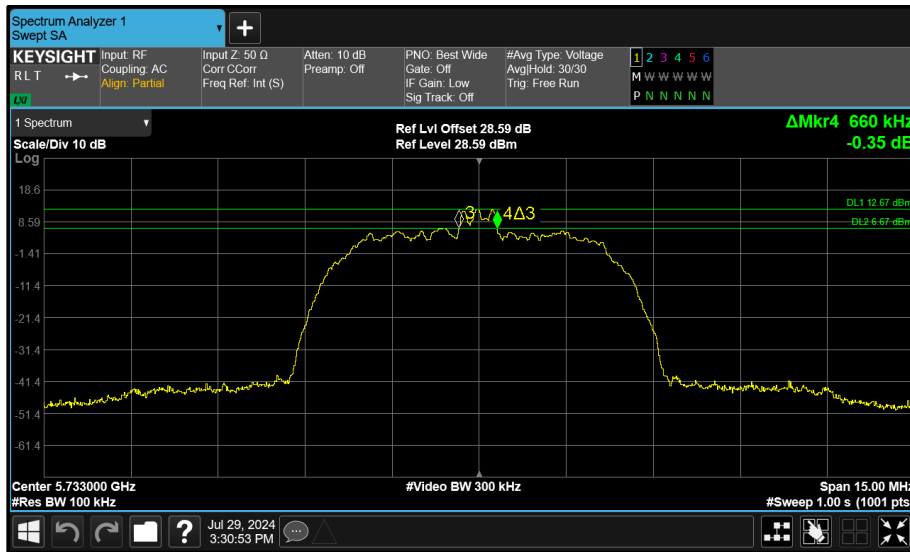 Spectrum Analyzer 1
Swept SA
KEYSIGHT
R L T
LXI
Input: RF
Coupling: AC
Align: Partial
Input Z: 50 Ω
Corr CCorr
Freq Ref: Int (S)
Atten: 10 dB
Preamp: Off
PNO: Best Wide
Gate: Off
IF Gain: Low
Sig Track: Off
#Avg Type: Voltage
Avg|Hold: 30/30
Trig: Free Run
1 2 3 4 5 6
M W W W W W
P N N N N N
1 Spectrum
Scale/Div 10 dB
Ref Lvl Offset 28.59 dB
Ref Level 28.59 dBm
ΔMkr4 660 kHz
-0.35 dB
Log
18.6
8.59
-1.41
-11.4
-21.4
-31.4
-41.4
-51.4
-61.4
3
4Δ3
DL1 12.67 dBm
DL2 6.67 dBm
Center 5.733000 GHz
#Video BW 300 kHz
Span 15.00 MHz
#Res BW 100 kHz
#Sweep 1.00 s (1001 pts
?
Jul 29, 2024
3:30:53 PM